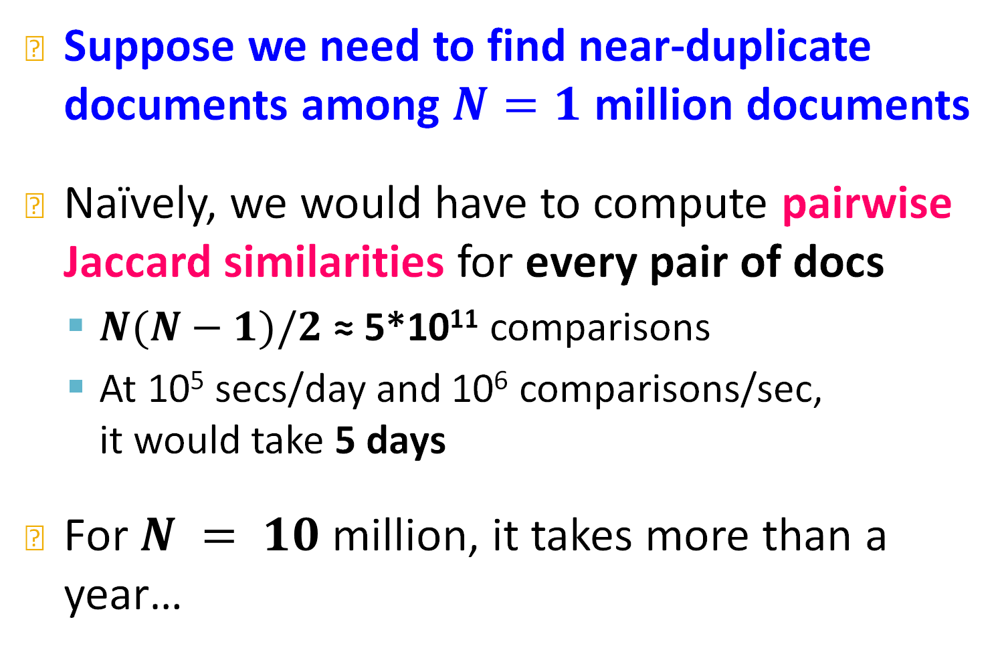 Suppose we need to find near-duplicate
documents among N = 1 million documents
Naïvely, we would have to compute pairwise
Jaccard similarities for every pair of docs
▪ N(N − 1)/2 ≈ 5*10¹¹ comparisons
▪ At 10⁵ secs/day and 10⁶ comparisons/sec,
it would take 5 days
For N = 10 million, it takes more than a
year…